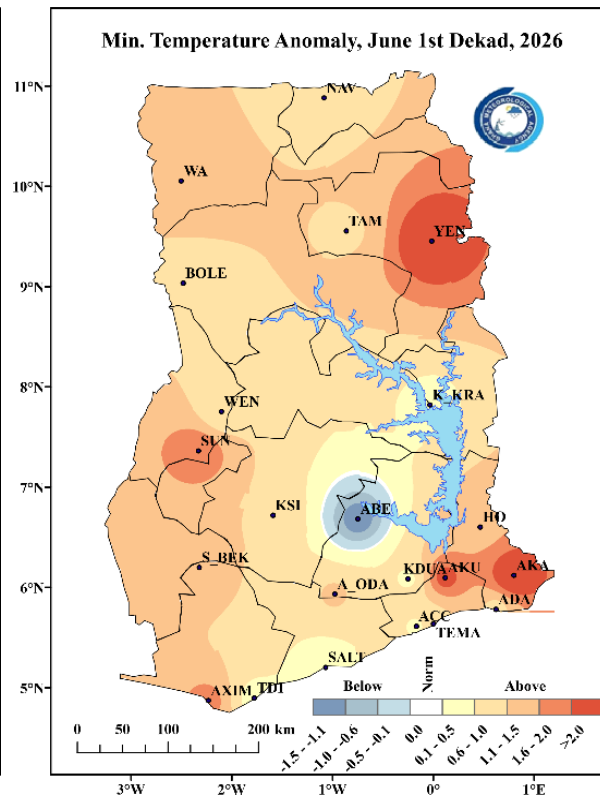 Min. Temperature Anomaly, June 1st Dekad, 2026
11°N
10°N
9°N
8°N
7°N
6°N
5°N
NAV
WA
TAM
YEN
BOLE
K_KRA
WEN
SUN
KSI
ABE
HO
S_BEK
KDUA
AKU
AKA
A_ODA
ADA
ACC
TEMA
SALT
AXIM
TDI
Below
Norm
Above
-1.5 - -1.1
-1.0 - -0.6
-0.5 - -0.1
0.0
0.1 - 0.5
0.6 - 1.0
1.1 - 1.5
1.6 - 2.0
>2.0
0 50 100 200 km
3°W 2°W 1°W 0° 1°E